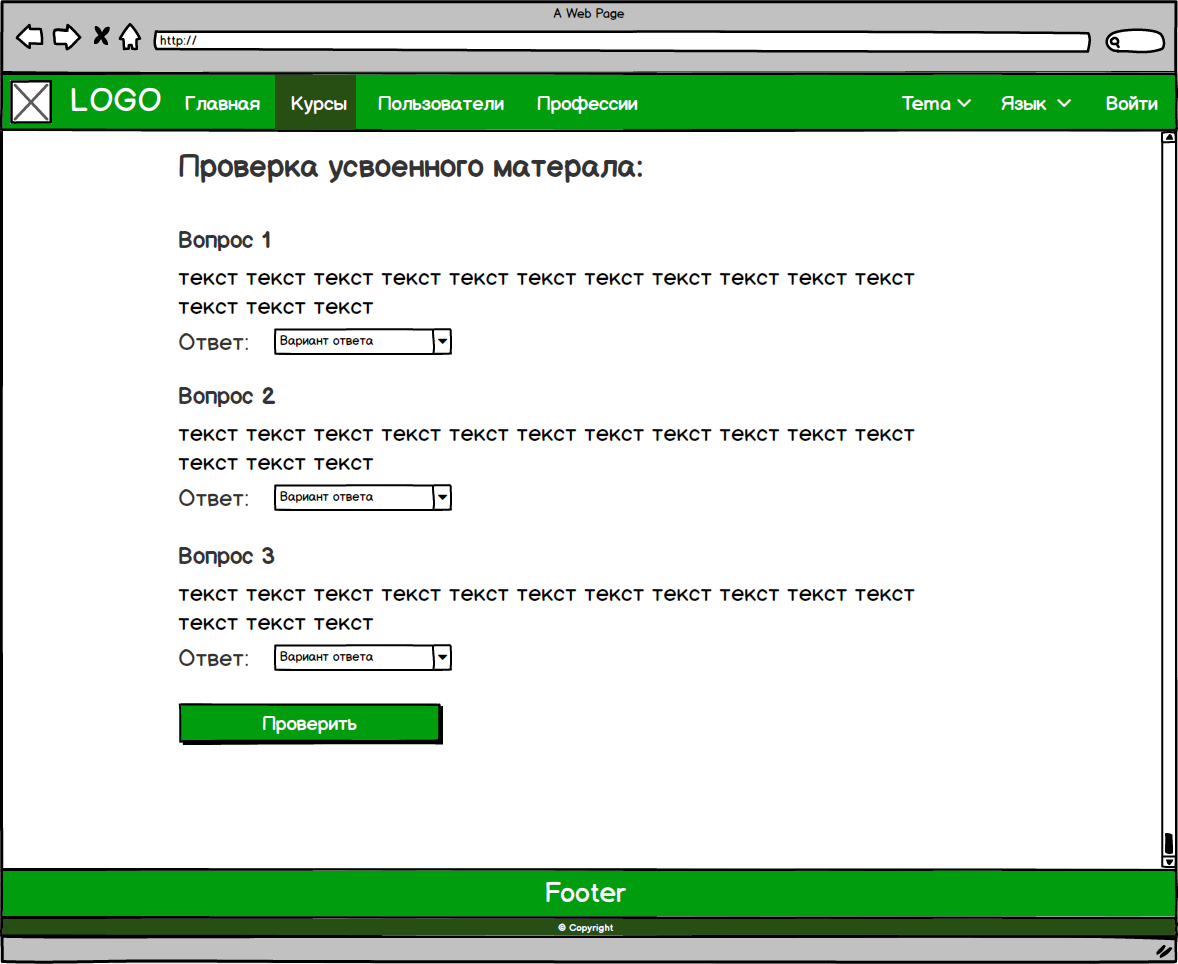 A Web Page
http://
LOGO Главная Курсы Пользователи Профессии Тема Язык Войти
Проверка усвоенного матерала:
Вопрос 1
текст текст текст текст текст текст текст текст текст текст текст
текст текст текст
Ответ: Вариант ответа
Вопрос 2
текст текст текст текст текст текст текст текст текст текст текст
текст текст текст
Ответ: Вариант ответа
Вопрос 3
текст текст текст текст текст текст текст текст текст текст текст
текст текст текст
Ответ: Вариант ответа
Проверить
Footer
© Copyright